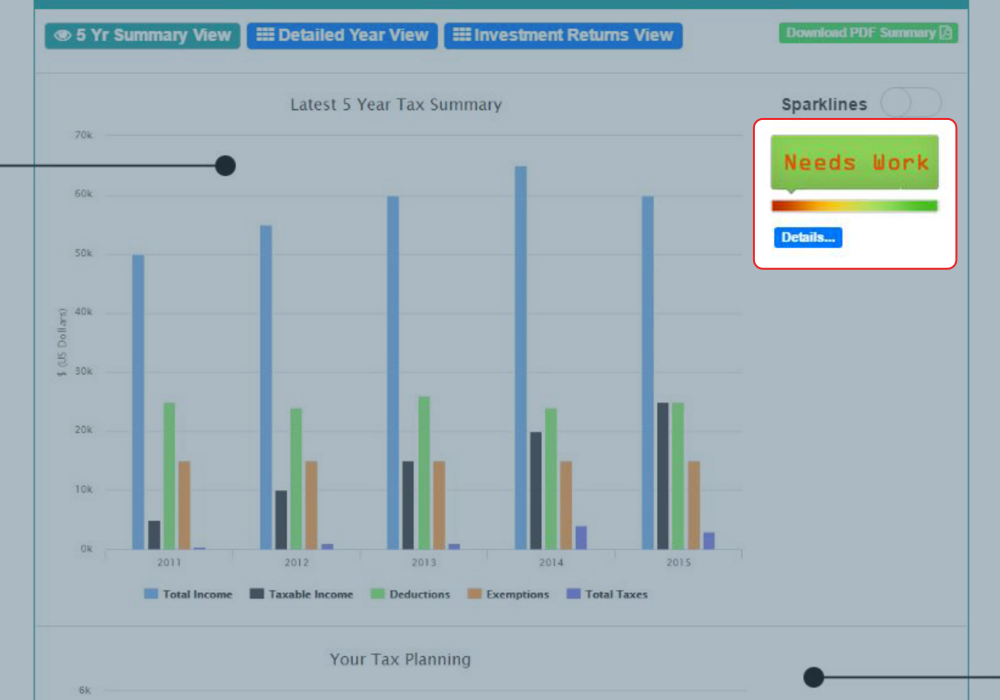 5 Yr Summary View Detailed Year View Investment Returns View Download PDF Summary
Latest 5 Year Tax Summary
Sparklines
Needs Work
Details...
$ (US Dollars)
70k
60k
50k
40k
30k
20k
10k
0k
2011 2012 2013 2014 2015
Total Income Taxable Income Deductions Exemptions Total Taxes
Your Tax Planning
6k